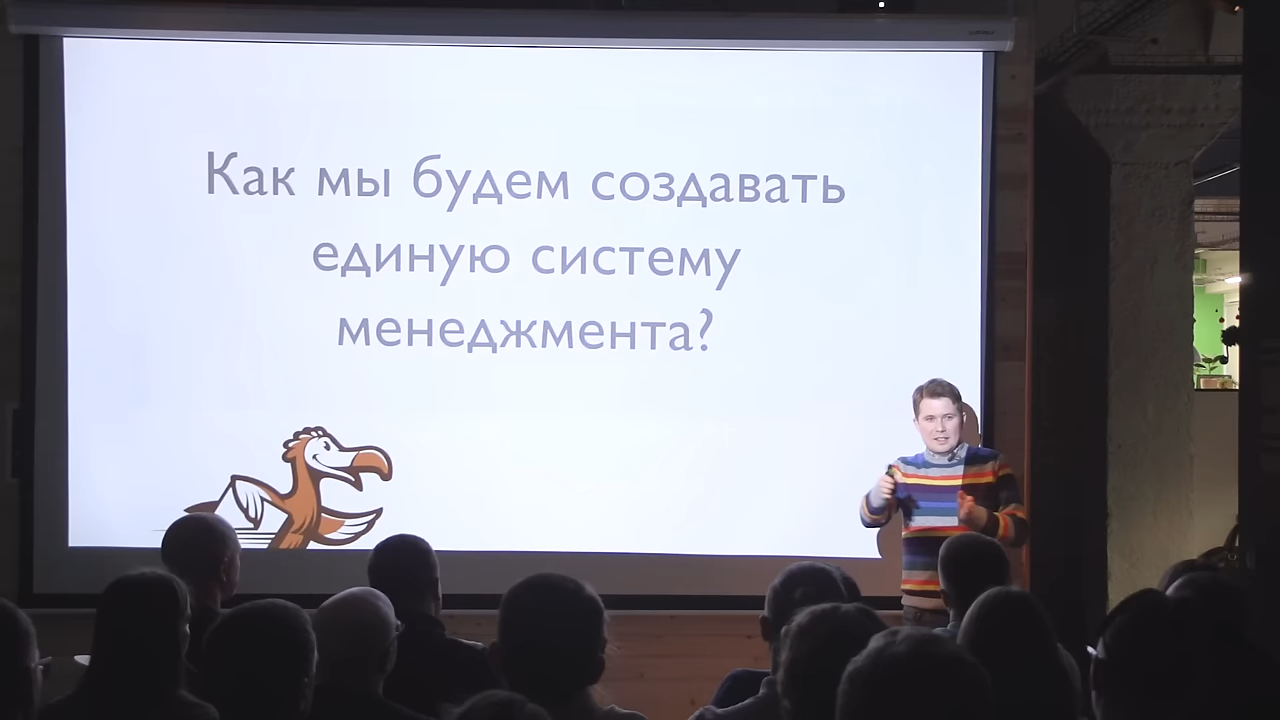 Как мы будем создавать
единую систему
менеджмента?